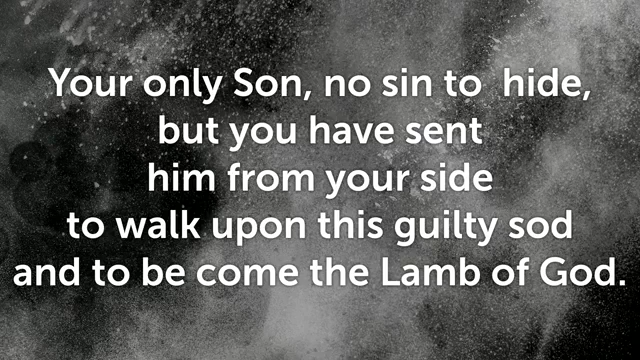 Your only Son, no sin to  hide,
but you have sent
him from your side
to walk upon this guilty sod
and to be come the Lamb of God.